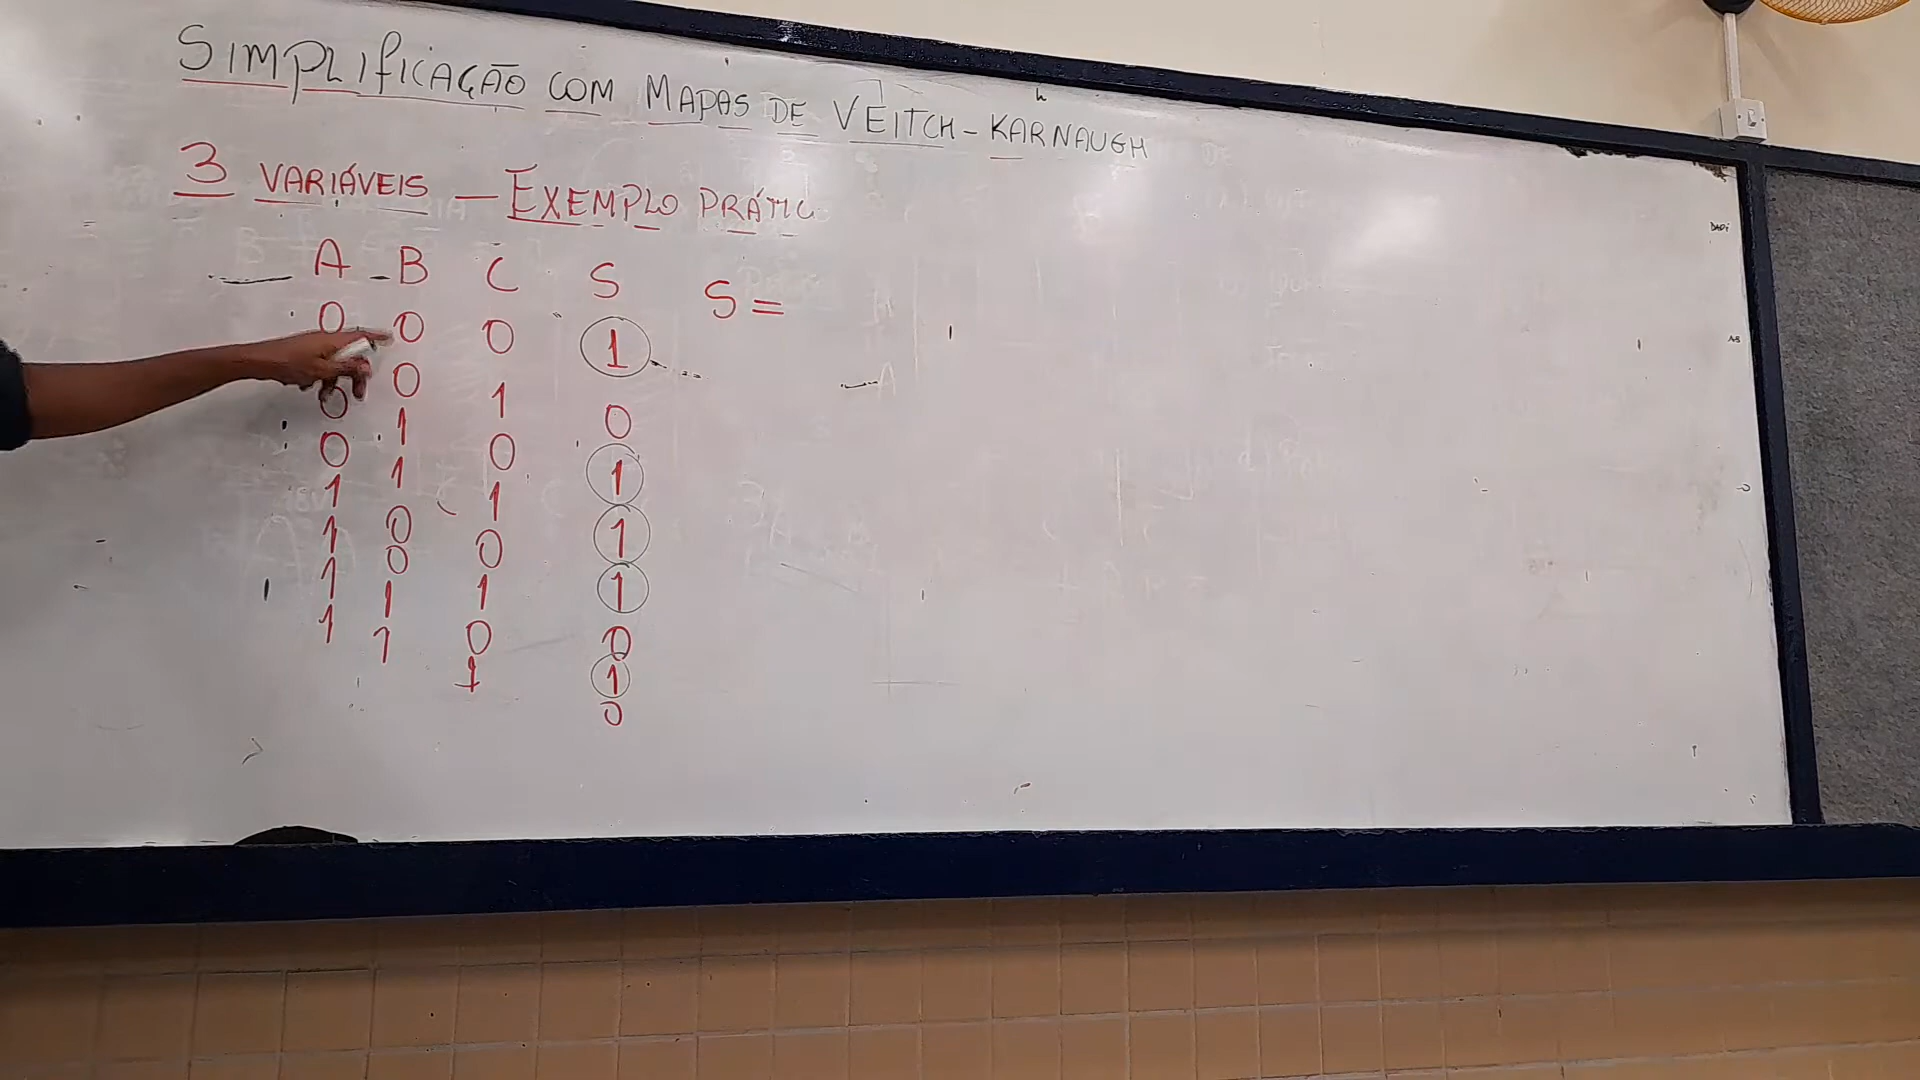 SIMPLIFICAÇÃO COM MAPAS DE VEITCH-KARNAUGH
3 VARIÁVEIS — EXEMPLO PRÁTIC
A B C S S =
0 0 0 1
0 1 0
0 1 0 1
0 1 1 1
1 0 0 1
1 0 1 0
1 1 0 1
1 1 1 0